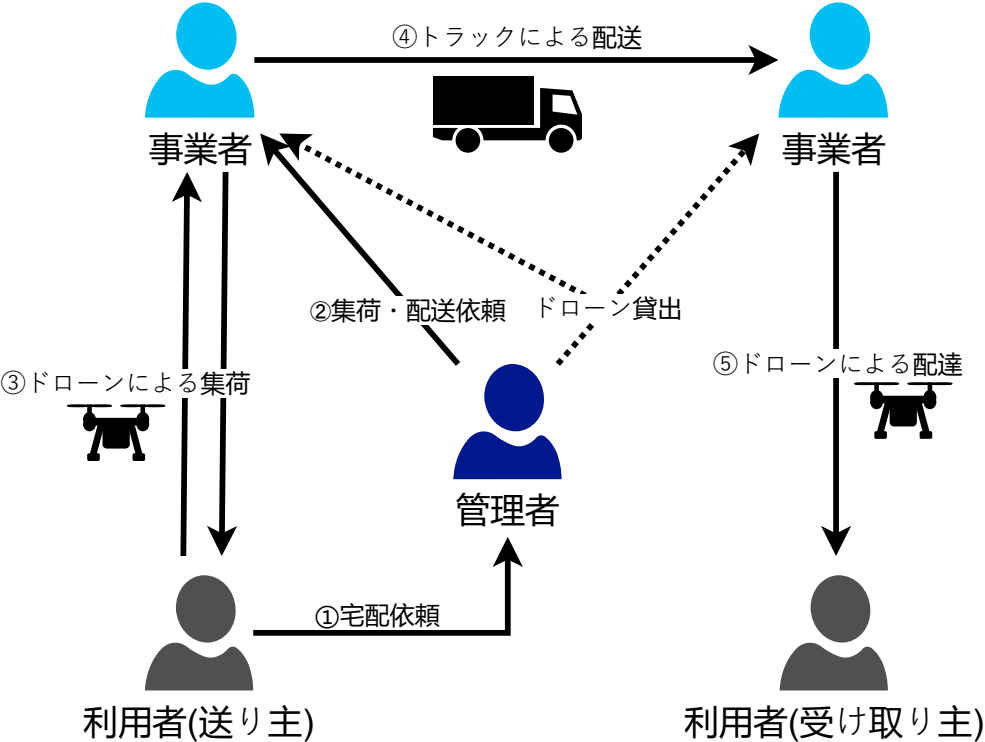 ④トラックによる配送
事業者
事業者
②集荷・配送依頼
ドローン貸出
③ドローンによる集荷
⑤ドローンによる配達
管理者
①宅配依頼
利用者(送り主)
利用者(受け取り主)